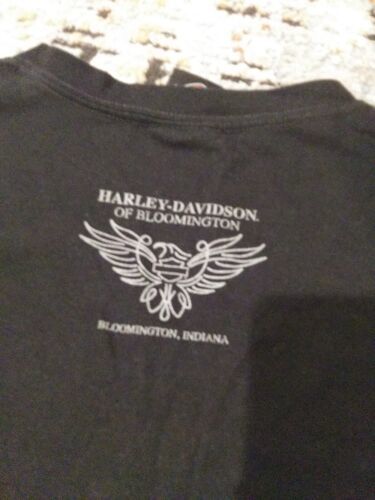 HARLEY-DAVIDSON.
OF BLOOMINGTON
BLOOMINGTON, INDIANA